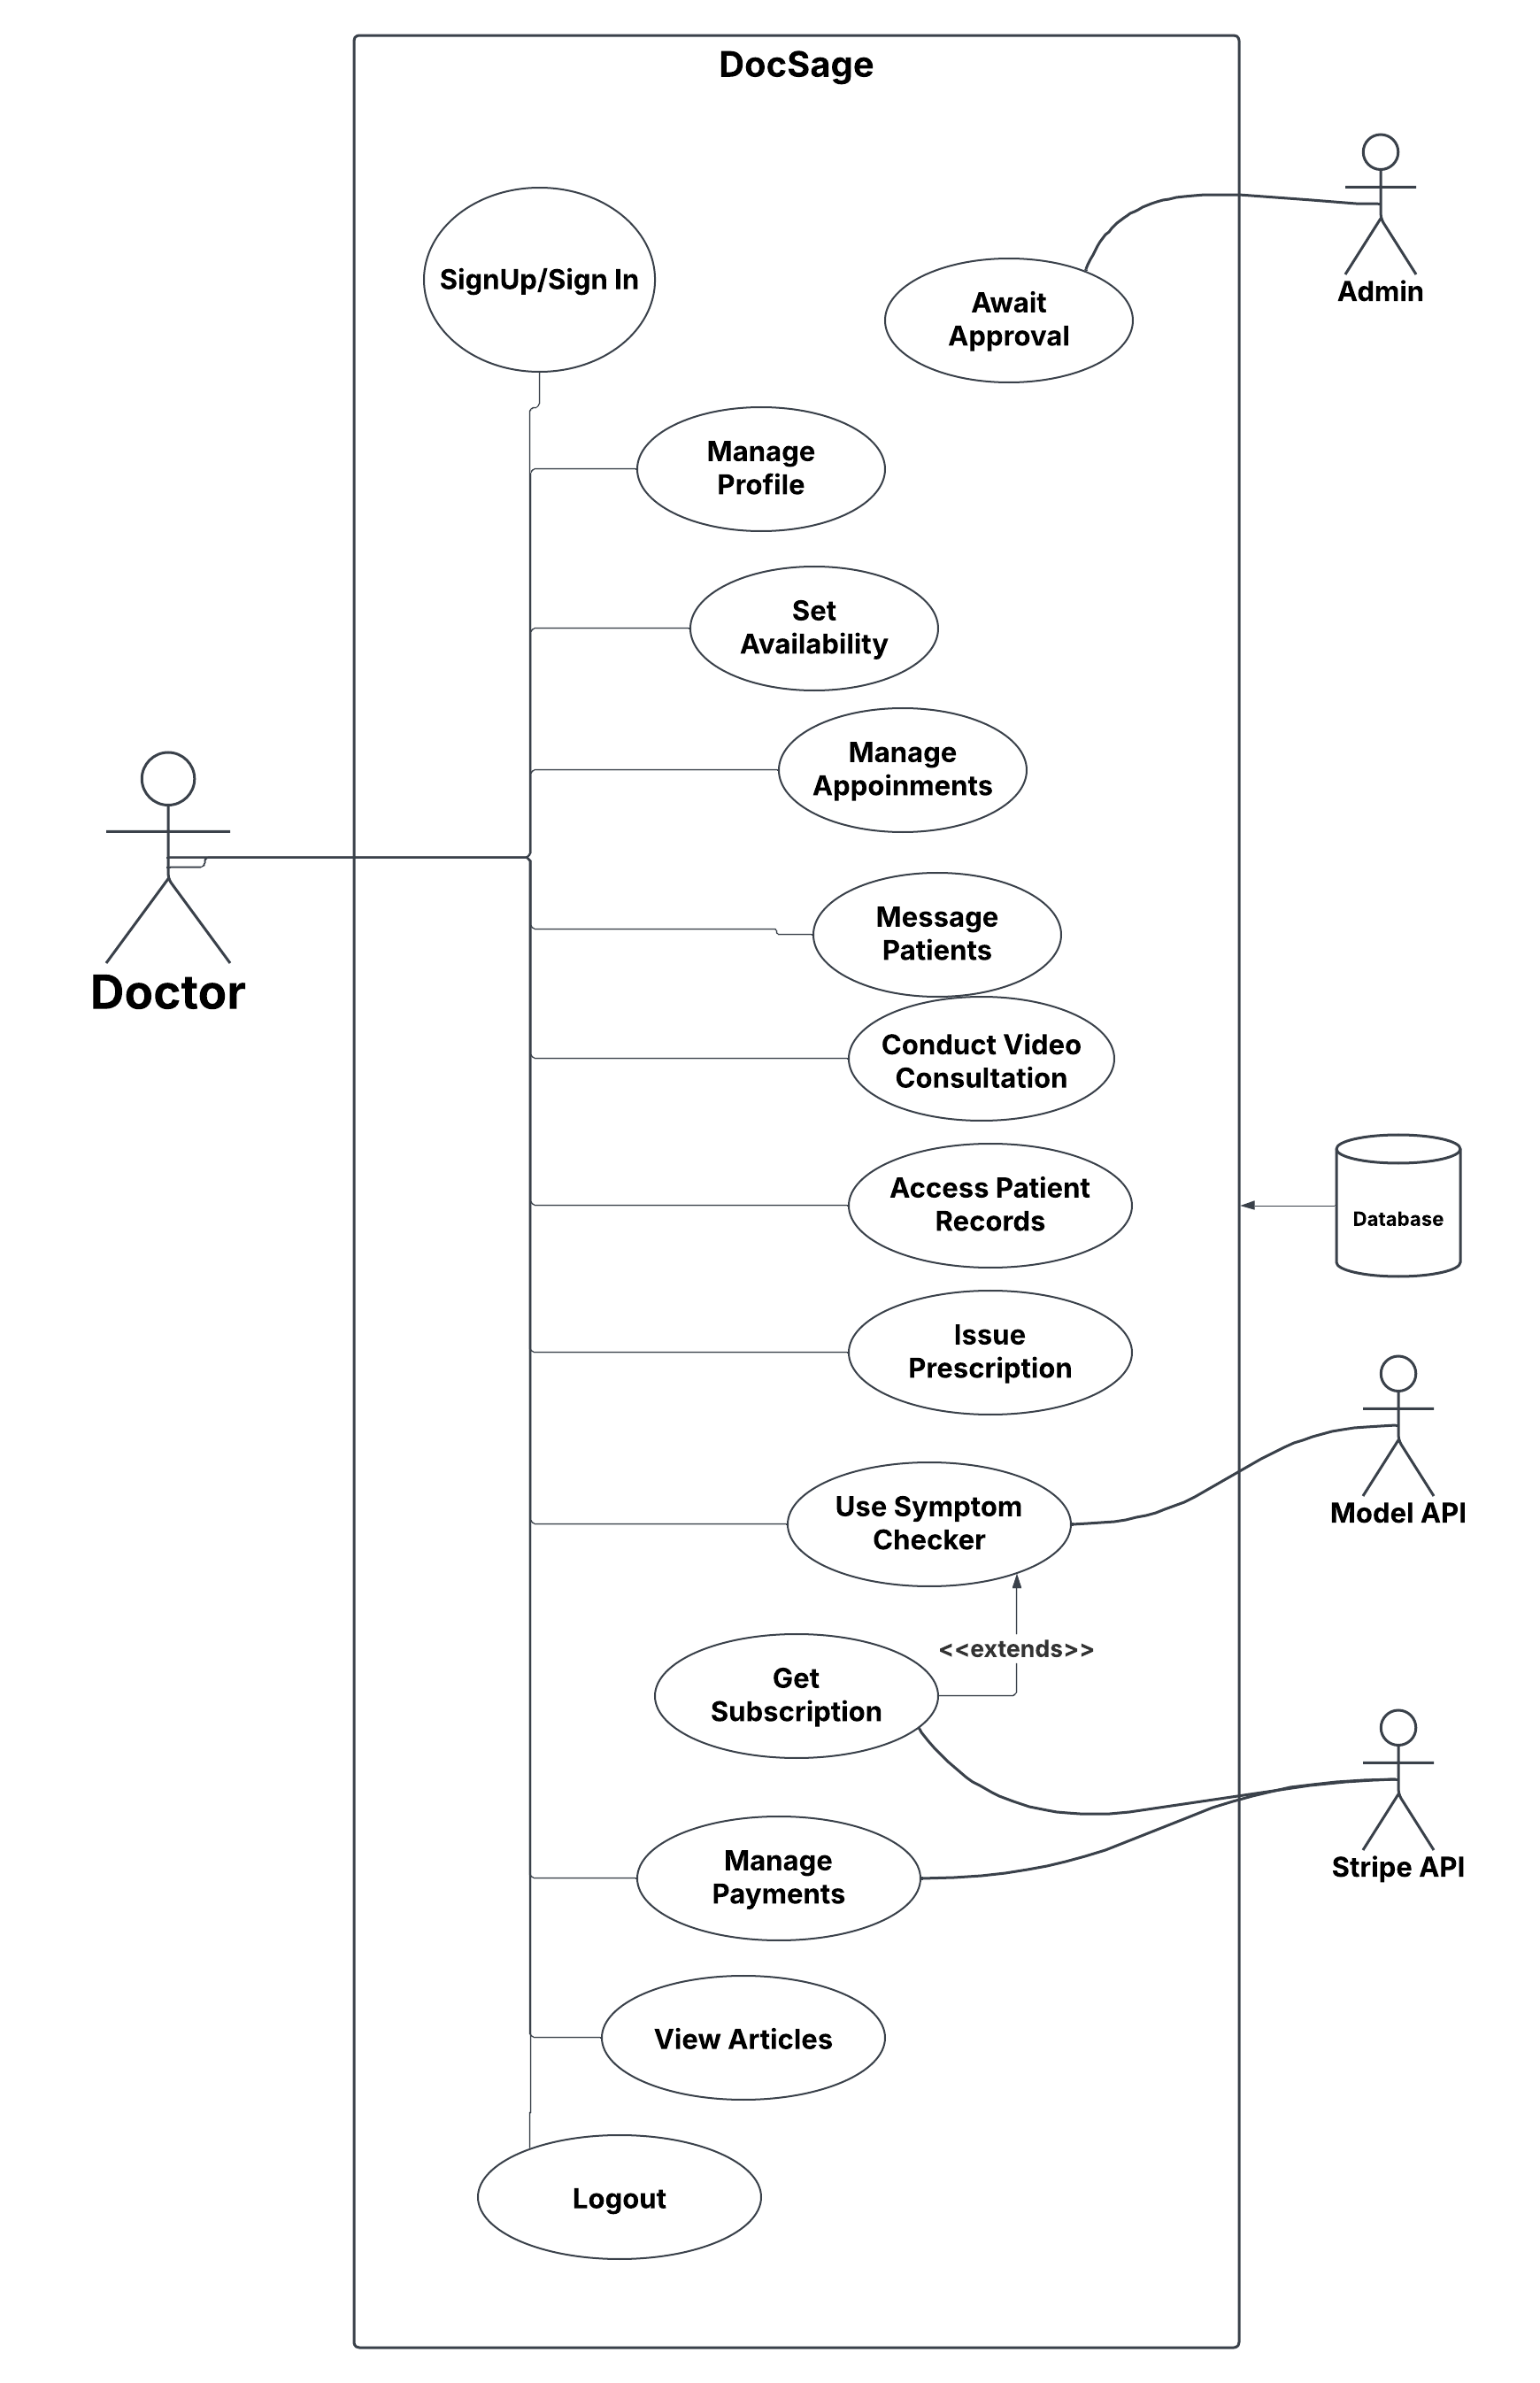 DocSage
SignUp/Sign In
Await
Approval
Admin
Manage
Profile
Set
Availability
Manage
Appoinments
Message
Patients
Doctor
Conduct Video
Consultation
Access Patient
Records
Database
Issue
Prescription
Use Symptom
Checker
Model API
<<extends>>
Get
Subscription
Manage
Payments
Stripe API
View Articles
Logout